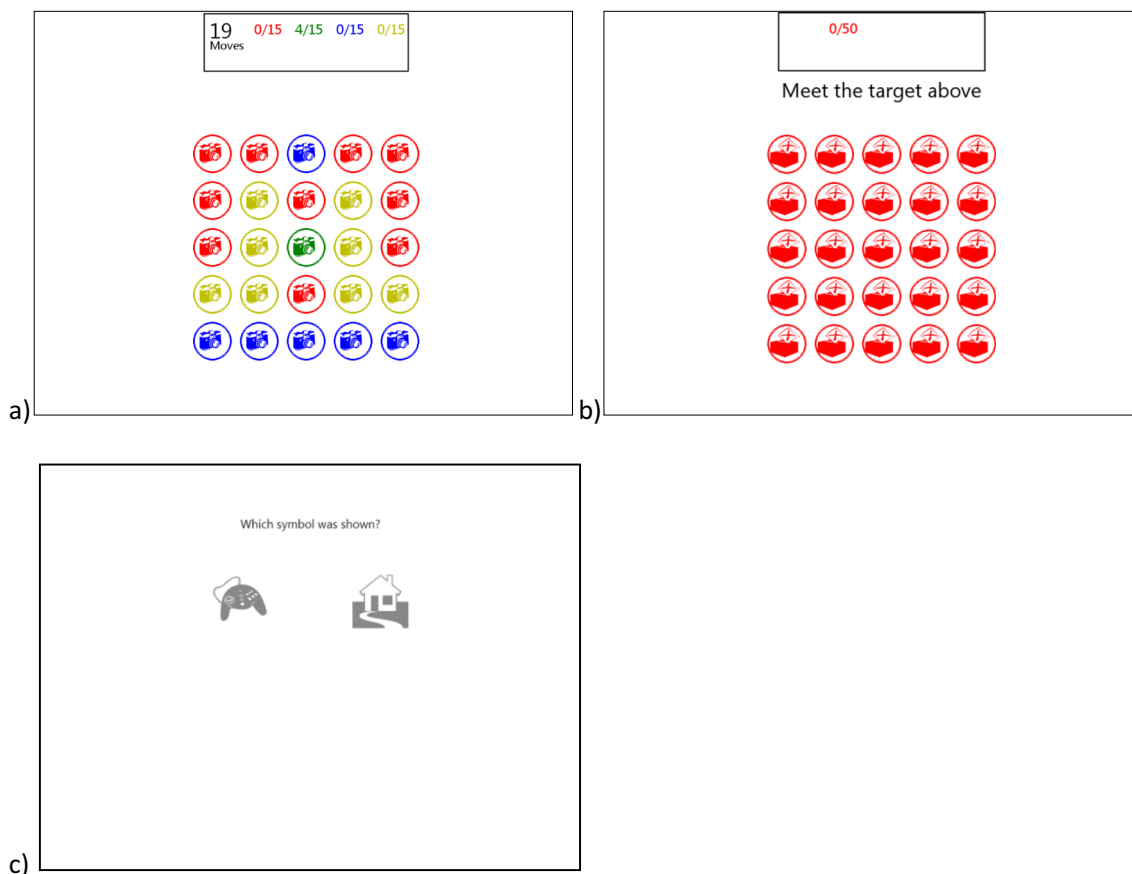 19 0/15 4/15 0/15 0/15
Moves
0/50
Meet the target above
a)
b)
Which symbol was shown?
c)